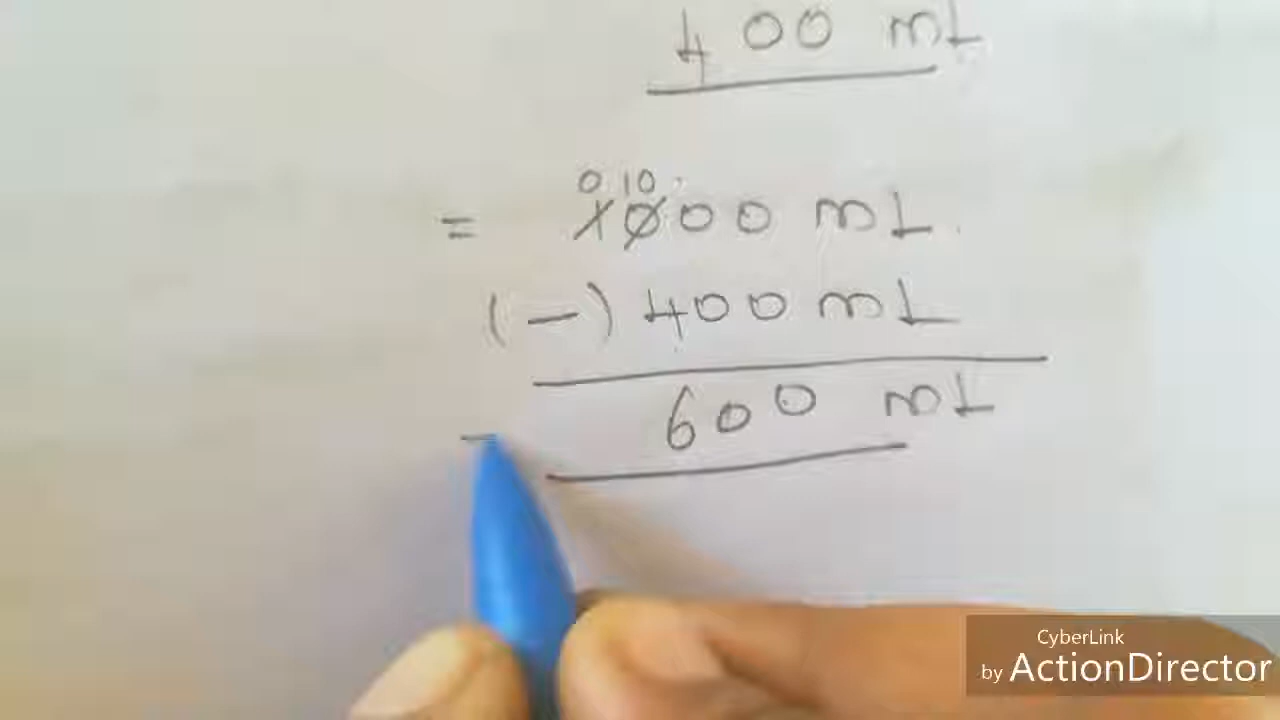 400 mL
0 10
= 1000 mL.
(-) 400 mL
600 mL
-
CyberLink
by ActionDirector